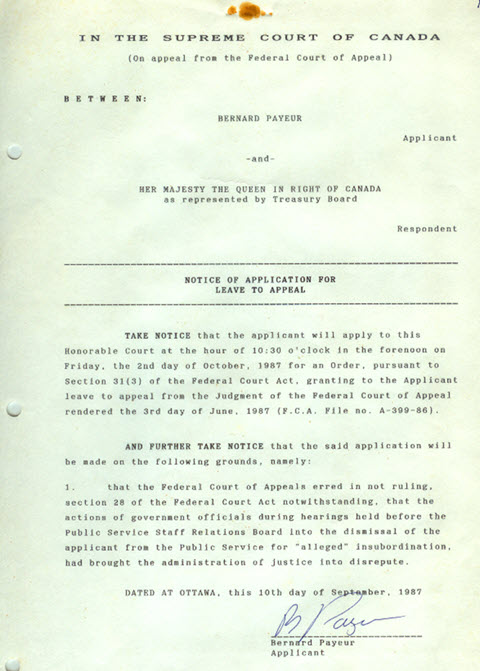 IN THE SUPREME COURT OF CANADA
(On appeal from the Federal Court of Appeal)
BETWEEN:
BERNARD PAYEUR
Applicant
-and-
HER MAJESTY THE QUEEN IN RIGHT OF CANADA
as represented by Treasury Board
Respondent
NOTICE OF APPLICATION FOR
LEAVE TO APPEAL
TAKE NOTICE that the applicant will apply to this
Honorable Court at the hour of 10:30 o'clock in the forenoon on
Friday, the 2nd day of October, 1987 for an Order, pursuant to
Section 31(3) of the Federal Court Act, granting to the Applicant
leave to appeal from the Judgment of the Federal Court of Appeal
rendered the 3rd day of June, 1987 (F.C.A. File no. A-399-86).
AND FURTHER TAKE NOTICE that the said application will
be made on the following grounds, namely:
1. that the Federal Court of Appeals erred in not ruling,
section 28 of the Federal Court Act notwithstanding, that the
actions of government officials during hearings held before the
Public Service Staff Relations Board into the dismissal of the
applicant from the Public Service for "alleged" insubordination,
had brought the administration of justice into disrepute.
DATED AT OTTAWA, this 10th day of September, 1987
B Payeur
Bernard Payeur
Applicant